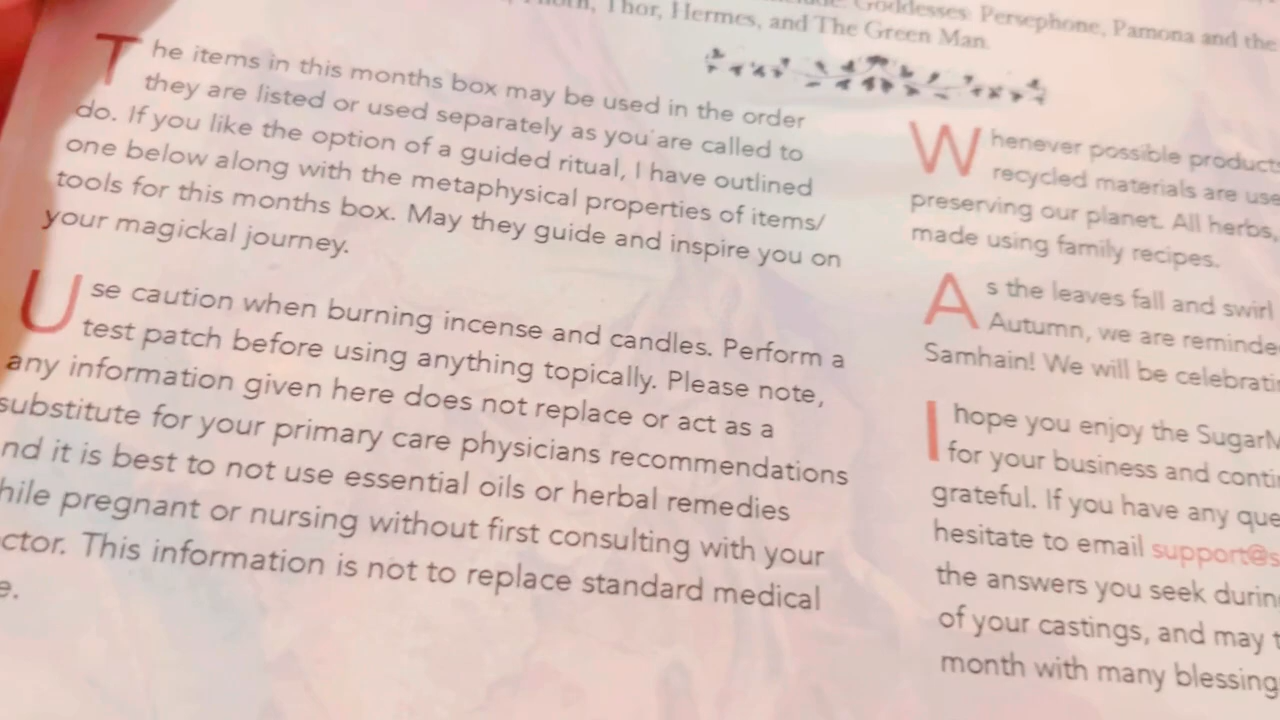 Thor, Hermes, and The Green Man.
Goddesses: Persephone, Pamona and the
The items in this months box may be used in the order
they are listed or used separately as you are called to
do. If you like the option of a guided ritual, I have outlined
one below along with the metaphysical properties of items/
tools for this months box. May they guide and inspire you on
your magickal journey.
Use caution when burning incense and candles. Perform a
test patch before using anything topically. Please note,
any information given here does not replace or act as a
substitute for your primary care physicians recommendations
nd it is best to not use essential oils or herbal remedies
hile pregnant or nursing without first consulting with your
ctor. This information is not to replace standard medical
e.
Whenever possible products
recycled materials are use
preserving our planet. All herbs,
made using family recipes.
As the leaves fall and swirl
Autumn, we are reminde
Samhain! We will be celebrati
I hope you enjoy the SugarM
for your business and conti
grateful. If you have any que
hesitate to email support@s
the answers you seek durin
of your castings, and may t
month with many blessing